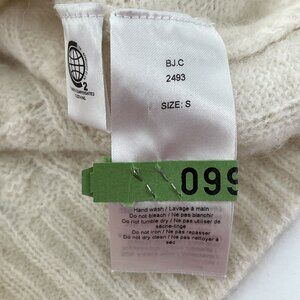 2
BJ.C
2493
SIZE: S
099
Hand wash / Lavage à main
Do not bleach / Ne pas blanchir
Do not tumble dry / Ne pas utiliser de
sèche-linge
Do not iron / Ne pas repasser
Do not dry clean / Ne pas nettoyer à
sec